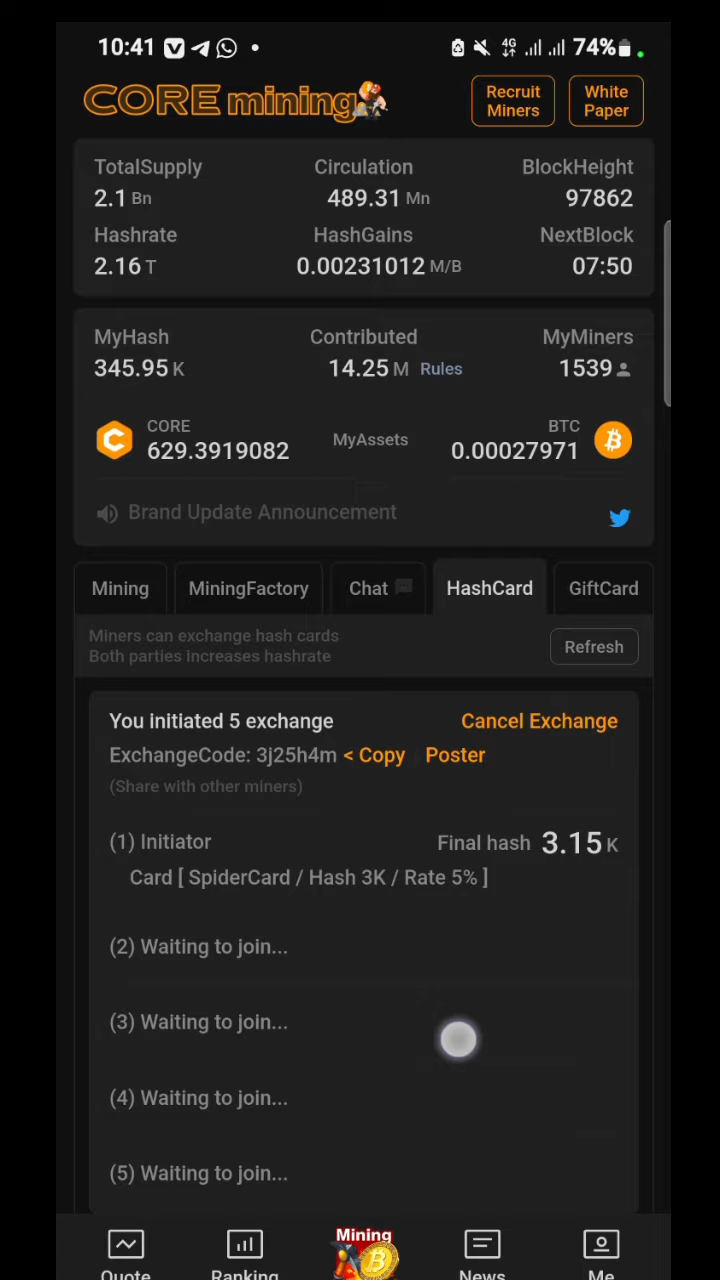 10:41 4G 74%
CORE mining Recruit Miners White Paper
TotalSupply Circulation BlockHeight
2.1 Bn 489.31 Mn 97862
Hashrate HashGains NextBlock
2.16 T 0.00231012 M/B 07:50
MyHash Contributed MyMiners
345.95 K 14.25 M Rules 1539
CORE MyAssets BTC
629.3919082 0.00027971
Brand Update Announcement
Mining MiningFactory Chat HashCard GiftCard
Miners can exchange hash cards
Both parties increases hashrate Refresh
You initiated 5 exchange Cancel Exchange
ExchangeCode: 3j25h4m < Copy Poster
(Share with other miners)
(1) Initiator Final hash 3.15 K
Card [ SpiderCard / Hash 3K / Rate 5% ]
(2) Waiting to join...
(3) Waiting to join...
(4) Waiting to join...
(5) Waiting to join...
Mining
Quote Ranking News Me